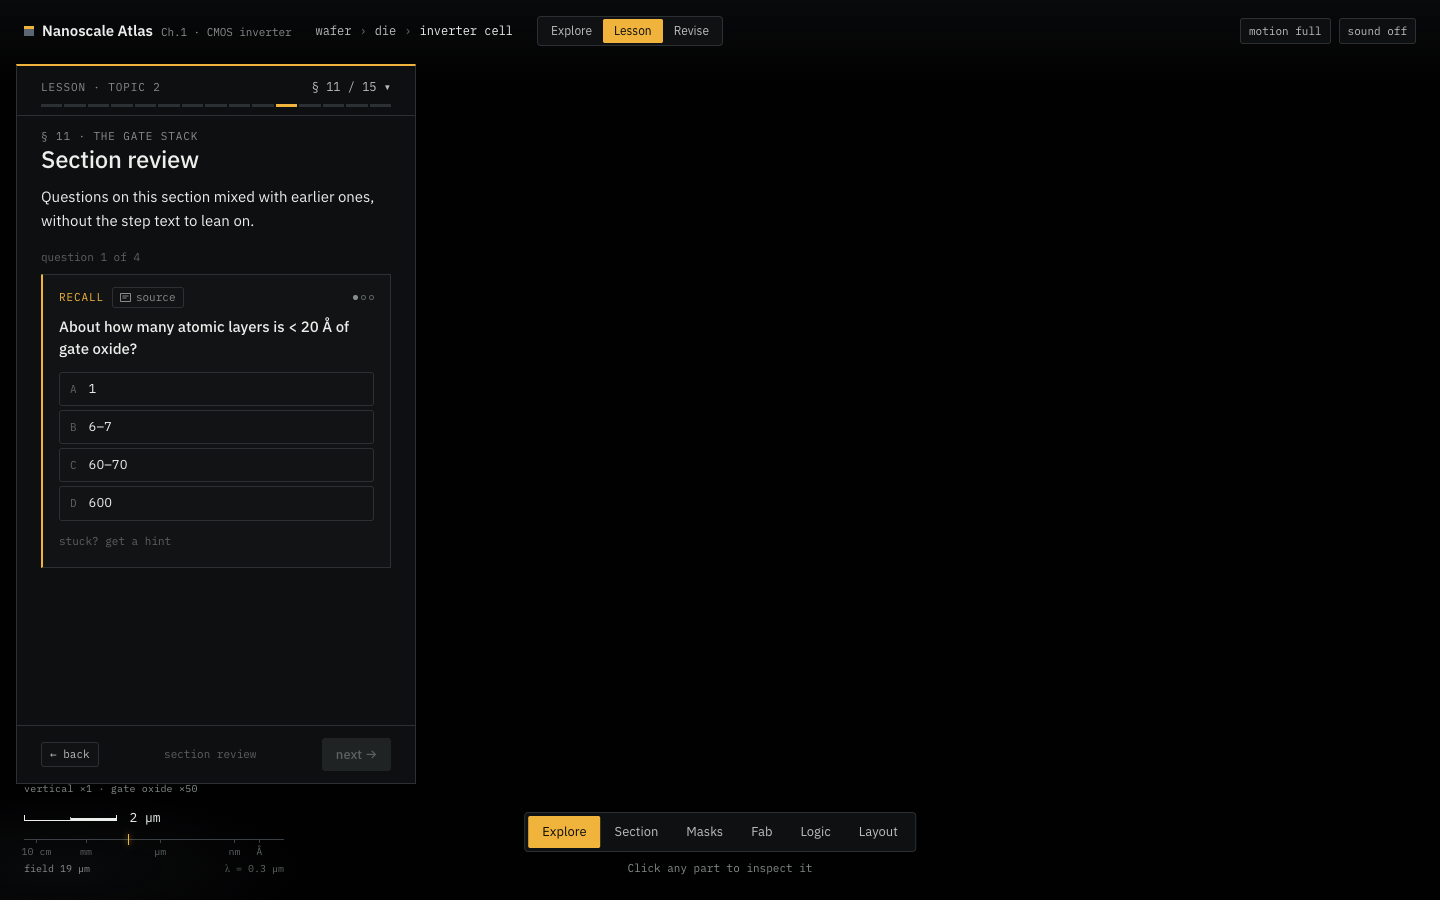 Nanoscale Atlas Ch.1 · CMOS inverter wafer › die › inverter cell Explore Lesson Revise motion full sound off
LESSON · TOPIC 2 § 11 / 15 ▾
§ 11 · THE GATE STACK
Section review
Questions on this section mixed with earlier ones,
without the step text to lean on.
question 1 of 4
RECALL source
About how many atomic layers is < 20 Å of
gate oxide?
A 1
B 6–7
C 60–70
D 600
stuck? get a hint
← back section review next →
vertical ×1 · gate oxide ×50
2 µm
10 cm mm µm nm Å
field 19 µm λ = 0.3 µm
Explore Section Masks Fab Logic Layout
Click any part to inspect it